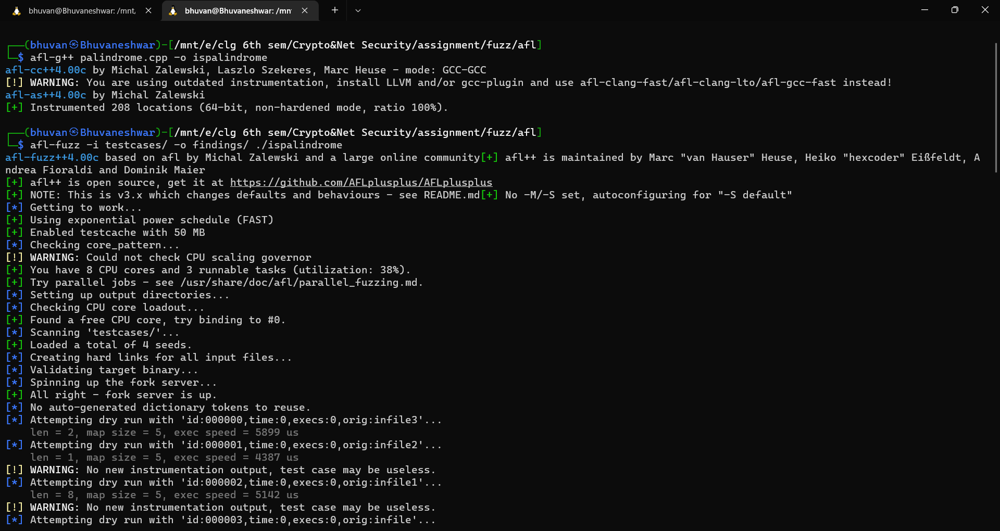 bhuvan@Bhuvaneshwar: /mnt,
bhuvan@Bhuvaneshwar: /mn
(bhuvan㉿Bhuvaneshwar)-[/mnt/e/clg 6th sem/Crypto&Net Security/assignment/fuzz/afl]
$ afl-g++ palindrome.cpp -o ispalindrome
afl-cc++4.00c by Michal Zalewski, Laszlo Szekeres, Marc Heuse - mode: GCC-GCC
[!] WARNING: You are using outdated instrumentation, install LLVM and/or gcc-plugin and use afl-clang-fast/afl-clang-lto/afl-gcc-fast instead!
afl-as++4.00c by Michal Zalewski
[+] Instrumented 208 locations (64-bit, non-hardened mode, ratio 100%).
(bhuvan㉿Bhuvaneshwar)-[/mnt/e/clg 6th sem/Crypto&Net Security/assignment/fuzz/afl]
$ afl-fuzz -i testcases/ -o findings/ ./ispalindrome
afl-fuzz++4.00c based on afl by Michal Zalewski and a large online community[+] afl++ is maintained by Marc "van Hauser" Heuse, Heiko "hexcoder" Eißfeldt, A
ndrea Fioraldi and Dominik Maier
[+] afl++ is open source, get it at https://github.com/AFLplusplus/AFLplusplus
[+] NOTE: This is v3.x which changes defaults and behaviours - see README.md[+] No -M/-S set, autoconfiguring for "-S default"
[*] Getting to work...
[+] Using exponential power schedule (FAST)
[+] Enabled testcache with 50 MB
[*] Checking core_pattern...
[!] WARNING: Could not check CPU scaling governor
[+] You have 8 CPU cores and 3 runnable tasks (utilization: 38%).
[+] Try parallel jobs - see /usr/share/doc/afl/parallel_fuzzing.md.
[*] Setting up output directories...
[*] Checking CPU core loadout...
[+] Found a free CPU core, try binding to #0.
[*] Scanning 'testcases/'...
[+] Loaded a total of 4 seeds.
[*] Creating hard links for all input files...
[*] Validating target binary...
[*] Spinning up the fork server...
[+] All right - fork server is up.
[*] No auto-generated dictionary tokens to reuse.
[*] Attempting dry run with 'id:000000,time:0,execs:0,orig:infile3'...
len = 2, map size = 5, exec speed = 5899 us
[*] Attempting dry run with 'id:000001,time:0,execs:0,orig:infile2'...
len = 1, map size = 5, exec speed = 4387 us
[!] WARNING: No new instrumentation output, test case may be useless.
[*] Attempting dry run with 'id:000002,time:0,execs:0,orig:infile1'...
len = 8, map size = 5, exec speed = 5142 us
[!] WARNING: No new instrumentation output, test case may be useless.
[*] Attempting dry run with 'id:000003,time:0,execs:0,orig:infile'...